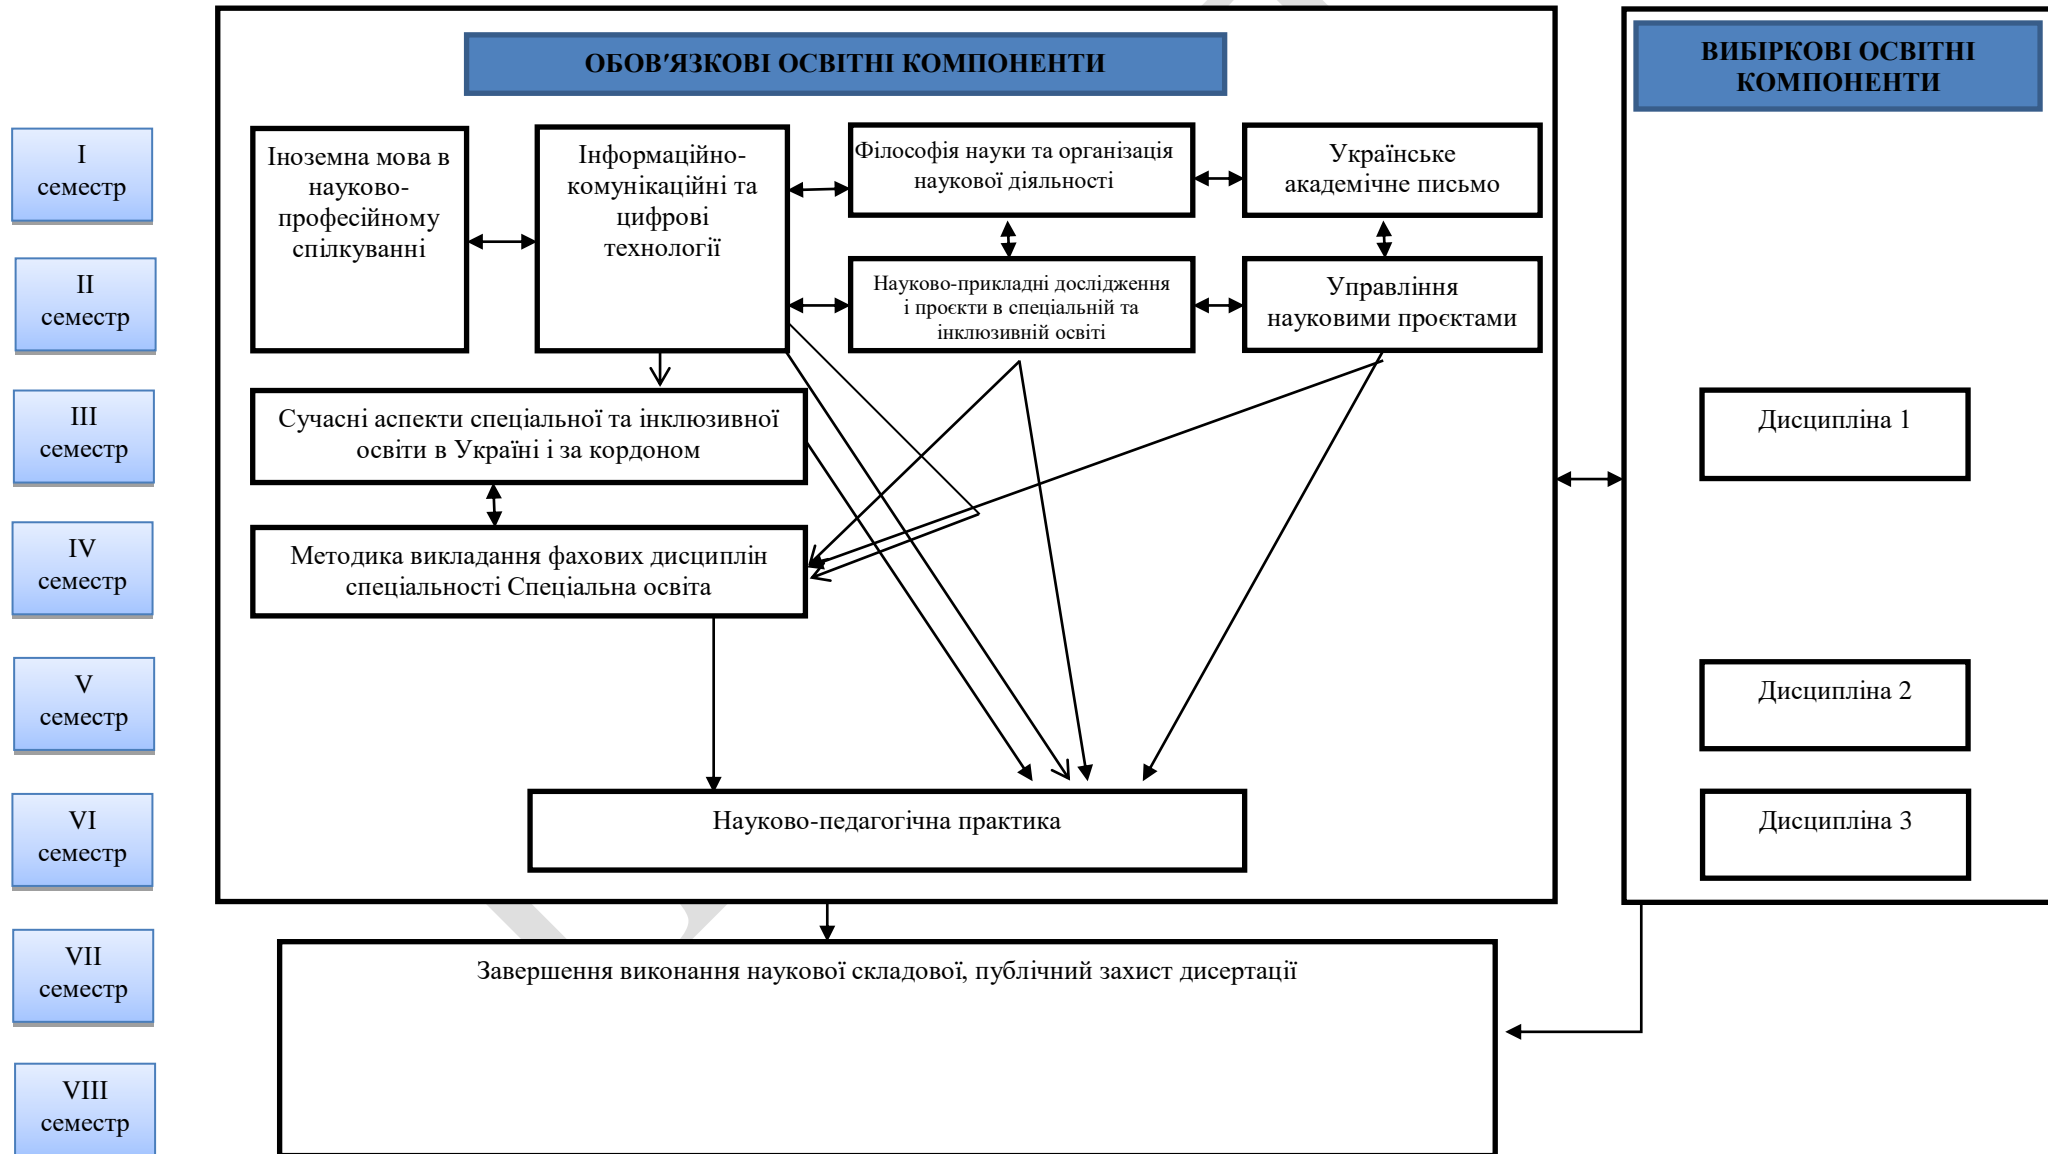 ОБОВ'ЯЗКОВІ ОСВІТНІ КОМПОНЕНТИ
ВИБІРКОВІ ОСВІТНІ
КОМПОНЕНТИ
І
семестр
Іноземна мова в
науково-
професійному
спілкуванні
Інформаційно-
комунікаційні та
цифрові
технології
Філософія науки та організація
наукової діяльності
Українське
академічне письмо
ІІ
семестр
Науково-прикладні дослідження
і проєкти в спеціальній та
інклюзивній освіті
Управління
науковими проєктами
ІІІ
семестр
Сучасні аспекти спеціальної та інклюзивної
освіти в Україні і за кордоном
Дисципліна 1
IV
семестр
Методика викладання фахових дисциплін
спеціальності Спеціальна освіта
V
семестр
Дисципліна 2
VI
семестр
Науково-педагогічна практика
Дисципліна 3
VII
семестр
Завершення виконання наукової складової, публічний захист дисертації
VIII
семестр